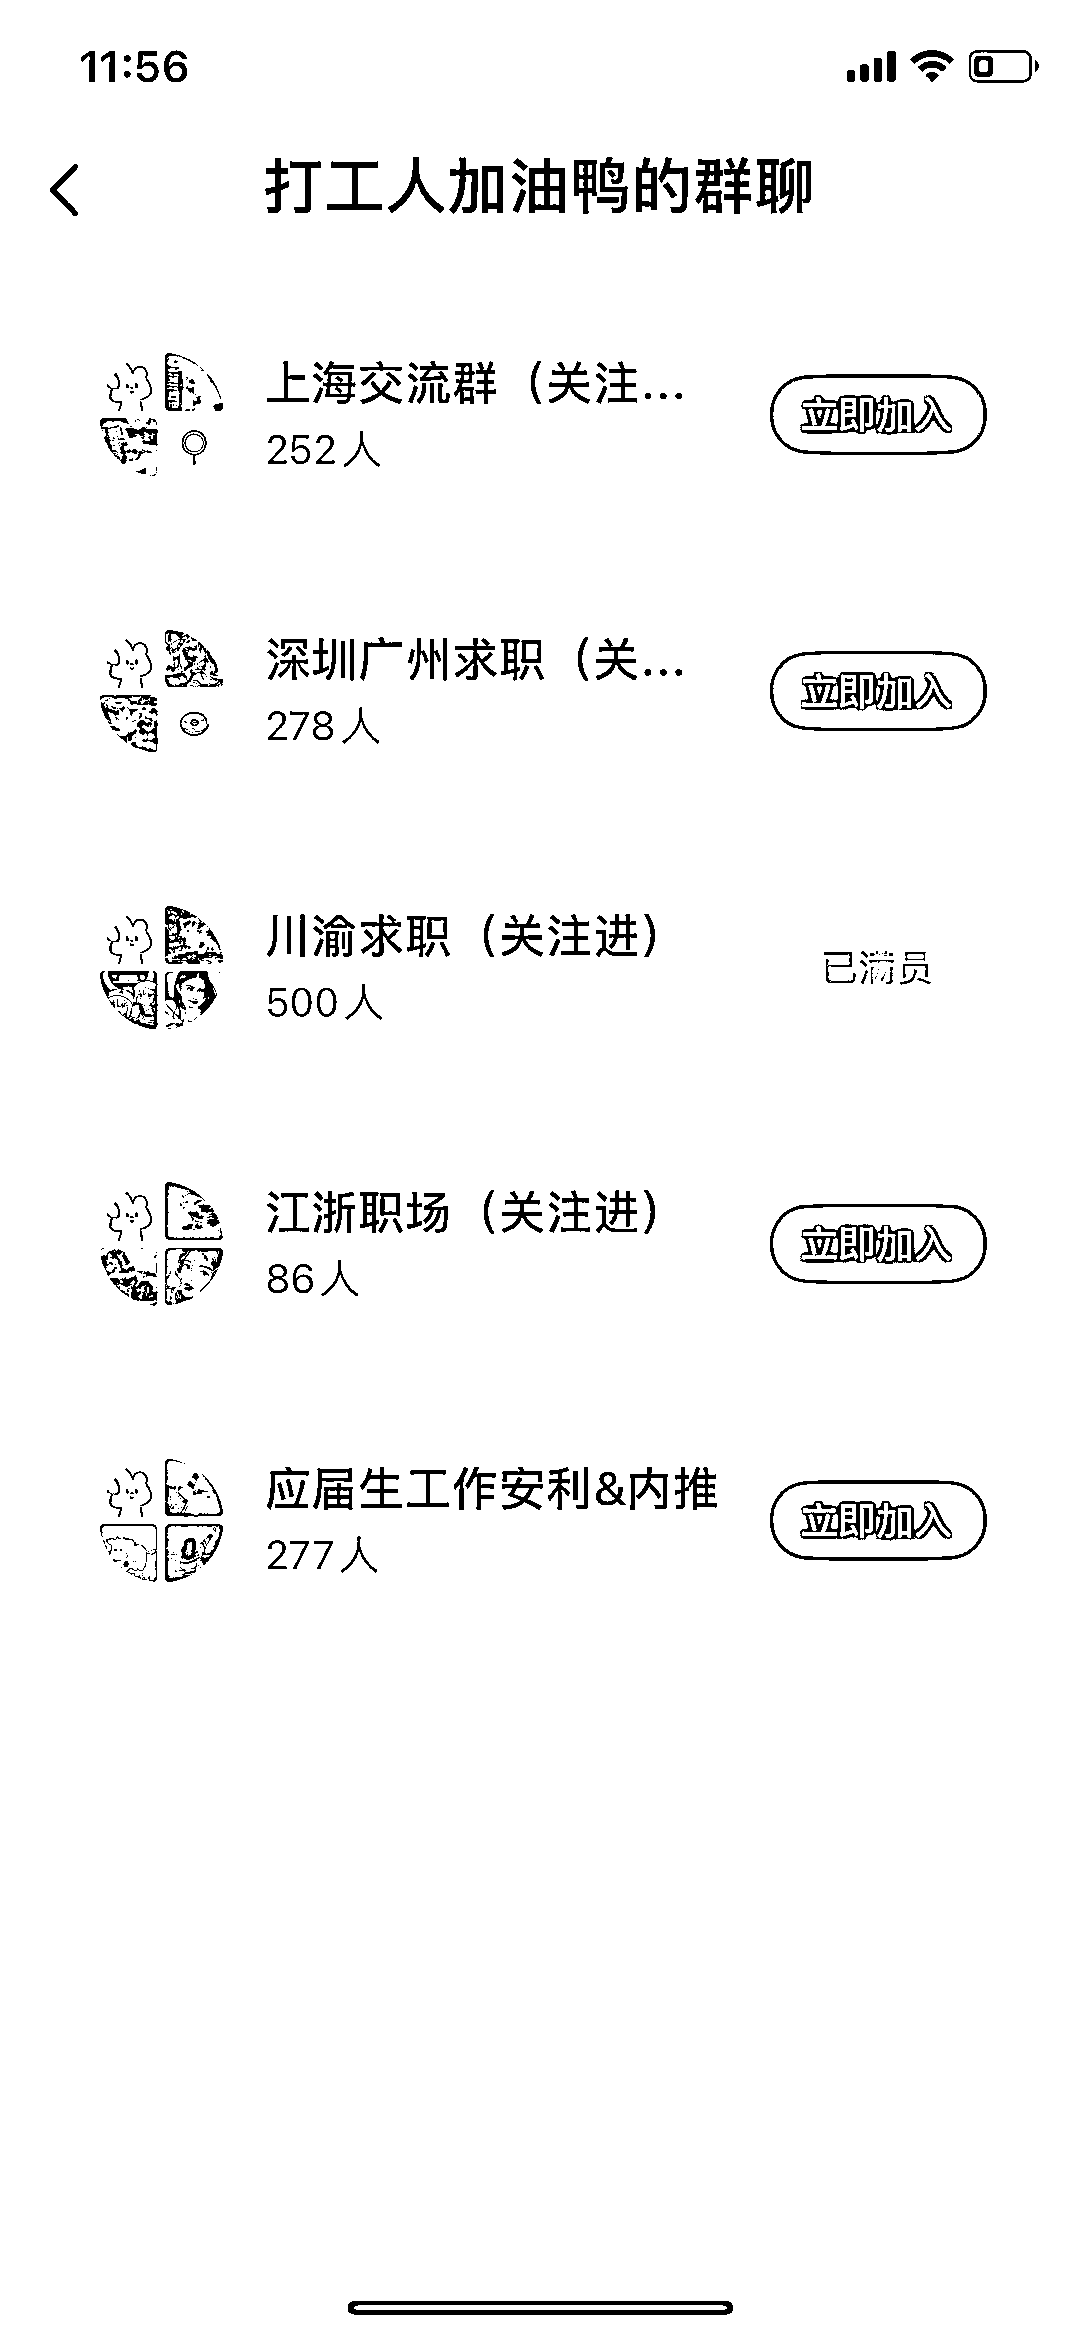 11:56
打工人加油鸭的群聊
上海交流群（关注...
252人
立即加入
深圳广州求职（关...
278人
立即加入
川渝求职（关注进）
500人
已满员
江浙职场（关注进）
86人
立即加入
应届生工作安利&内推
277人
立即加入